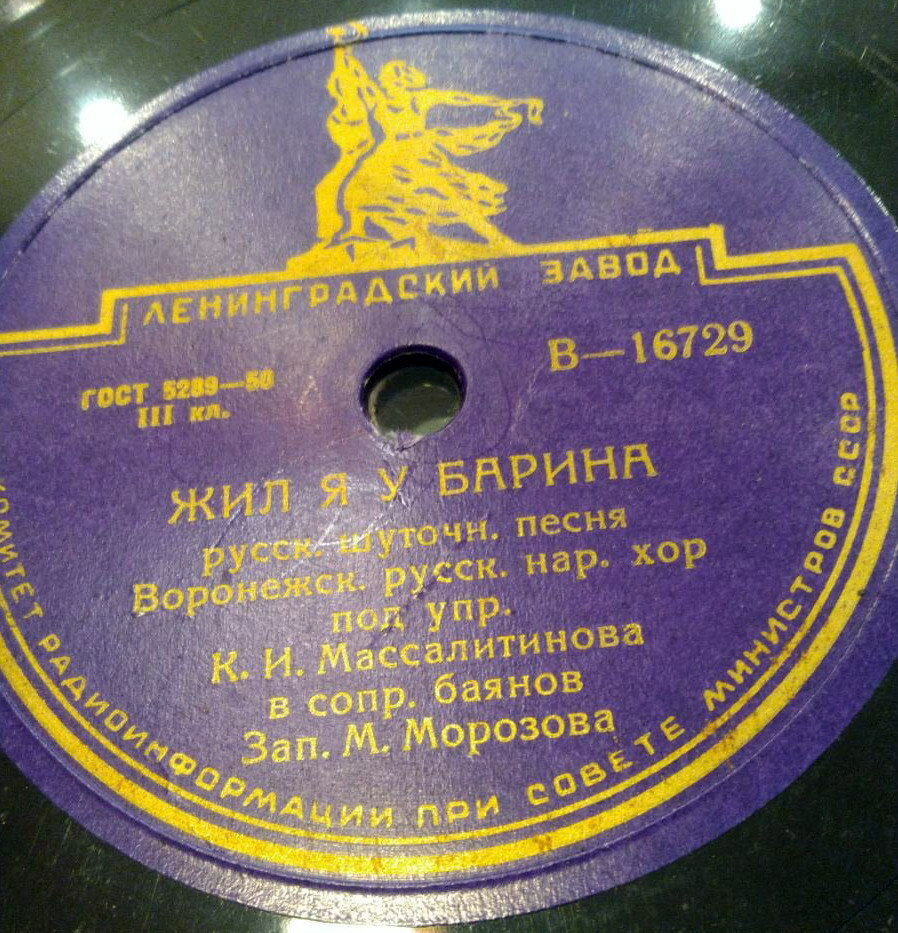 ЛЕНИНГРАДСКИЙ ЗАВОД
В—16729
ГОСТ 5289—50
III кл.
ЖИЛ Я У БАРИНА
русск. шуточн. песня
Воронежск. русск. нар. хор
под упр.
К. И. Массалитинова
в сопр. баянов
Зап. М. Морозова
КОМИТЕТ РАДИОИНФОРМАЦИИ ПРИ СОВЕТЕ МИНИСТРОВ СССР